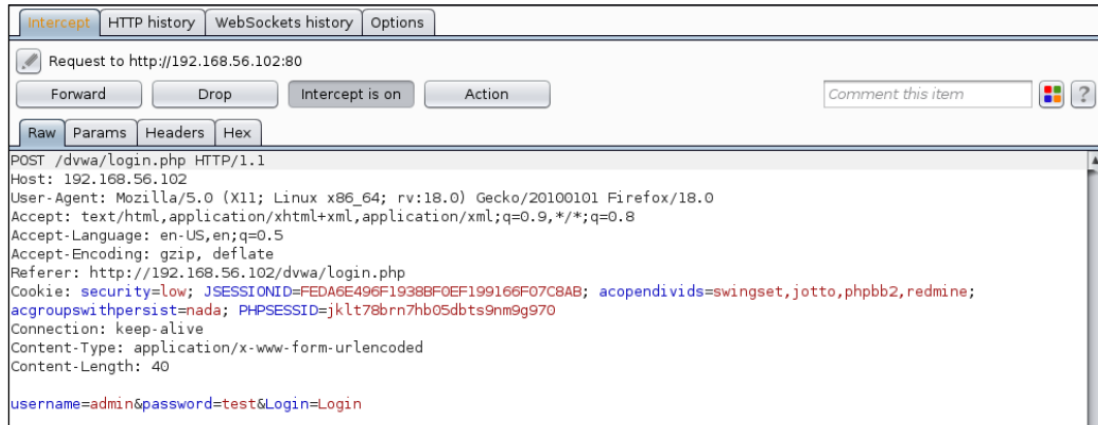 Intercept HTTP history WebSockets history Options
Request to http://192.168.56.102:80
Forward Drop Intercept is on Action Comment this item ?
Raw Params Headers Hex
POST /dvwa/login.php HTTP/1.1
Host: 192.168.56.102
User-Agent: Mozilla/5.0 (X11; Linux x86_64; rv:18.0) Gecko/20100101 Firefox/18.0
Accept: text/html,application/xhtml+xml,application/xml;q=0.9,*/*;q=0.8
Accept-Language: en-US,en;q=0.5
Accept-Encoding: gzip, deflate
Referer: http://192.168.56.102/dvwa/login.php
Cookie: security=low; JSESSIONID=FEDA6E496F1938BF0EF199166F07C8AB; acopendivids=swingset,jotto,phpbb2,redmine;
acgroupswithpersist=nada; PHPSESSID=jklt78brn7hb05dbts9nm9g970
Connection: keep-alive
Content-Type: application/x-www-form-urlencoded
Content-Length: 40
username=admin&password=test&Login=Login